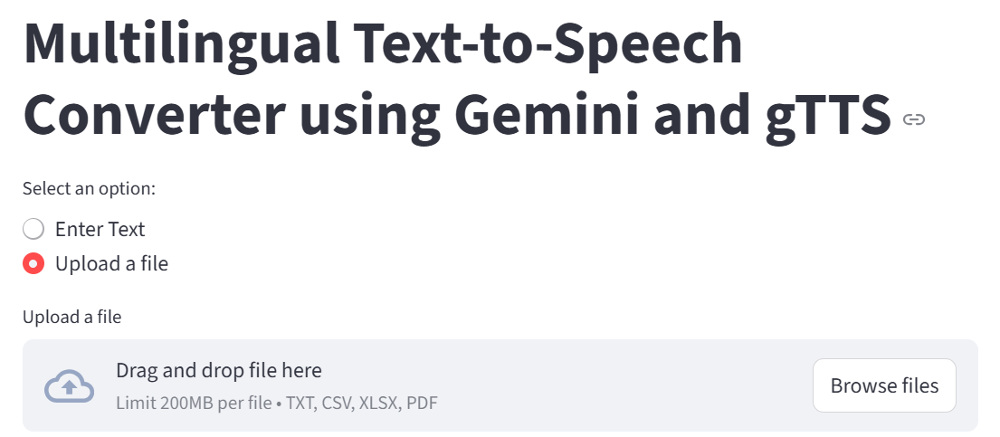 Multilingual Text-to-Speech
Converter using Gemini and gTTS
Select an option:
Enter Text
Upload a file
Upload a file
Drag and drop file here
Limit 200MB per file • TXT, CSV, XLSX, PDF
Browse files